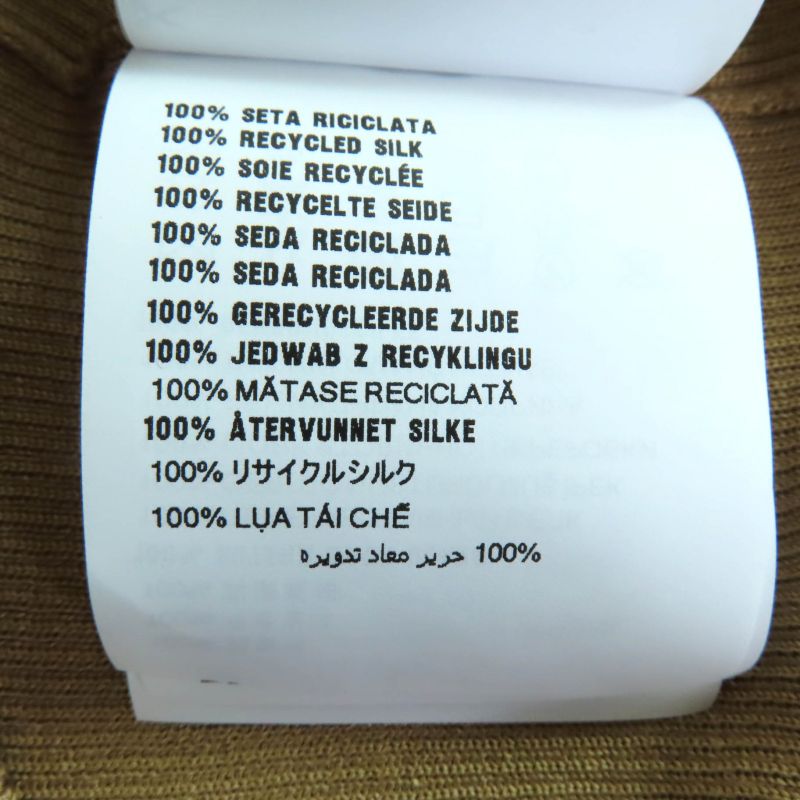 100% SETA RICICLATA
100% RECYCLED SILK
100% SOIE RECYCLÉE
100% RECYCELTE SEIDE
100% SEDA RECICLADA
100% SEDA RECICLADA
100% GERECYCLEERDE ZIJDE
100% JEDWAB Z RECYKLINGU
100% MĂTASE RECICLATĂ
100% ÅTERVUNNET SILKE
100% リサイクルシルク
100% LỤA TÁI CHẾ
100% حرير معاد تدويره